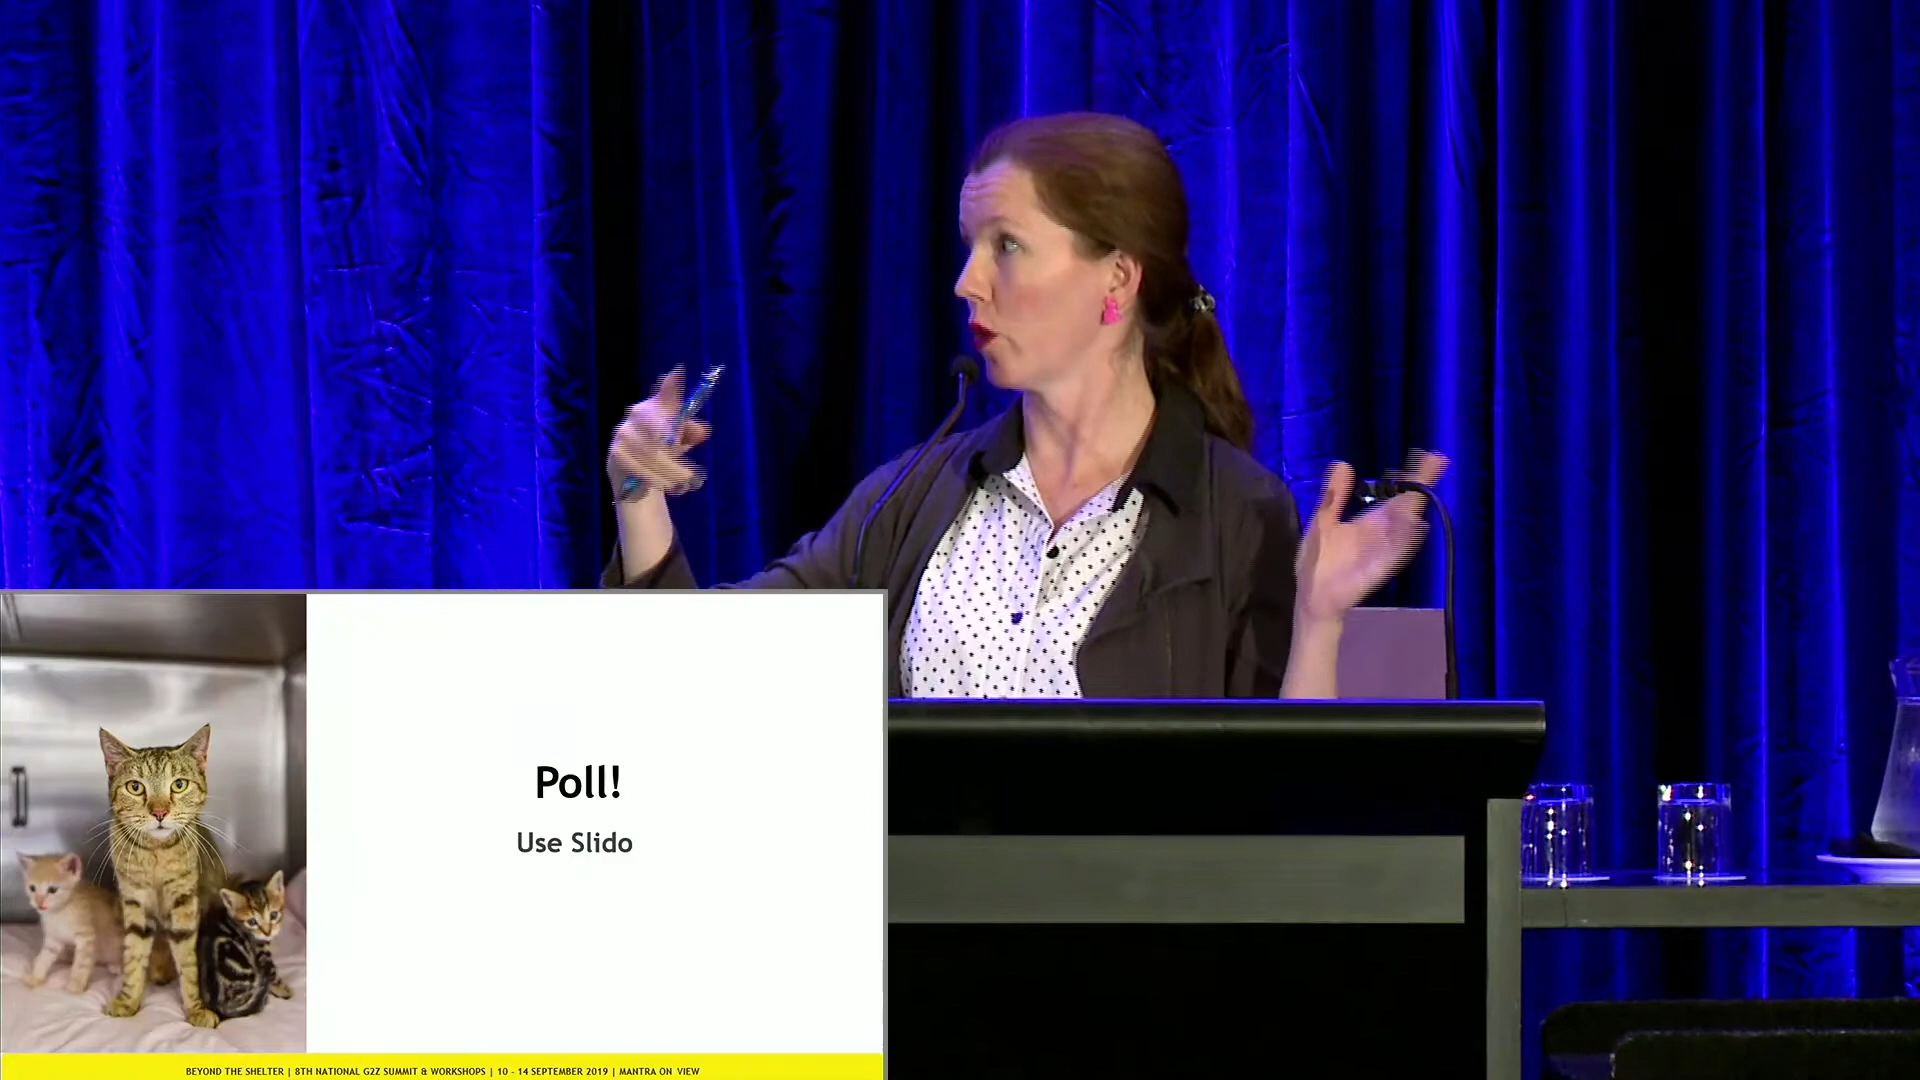 Poll!
Use Slido
BEYOND THE SHELTER | 8TH NATIONAL G2Z SUMMIT & WORKSHOPS | 10 - 14 SEPTEMBER 2019 | MANTRA ON VIEW